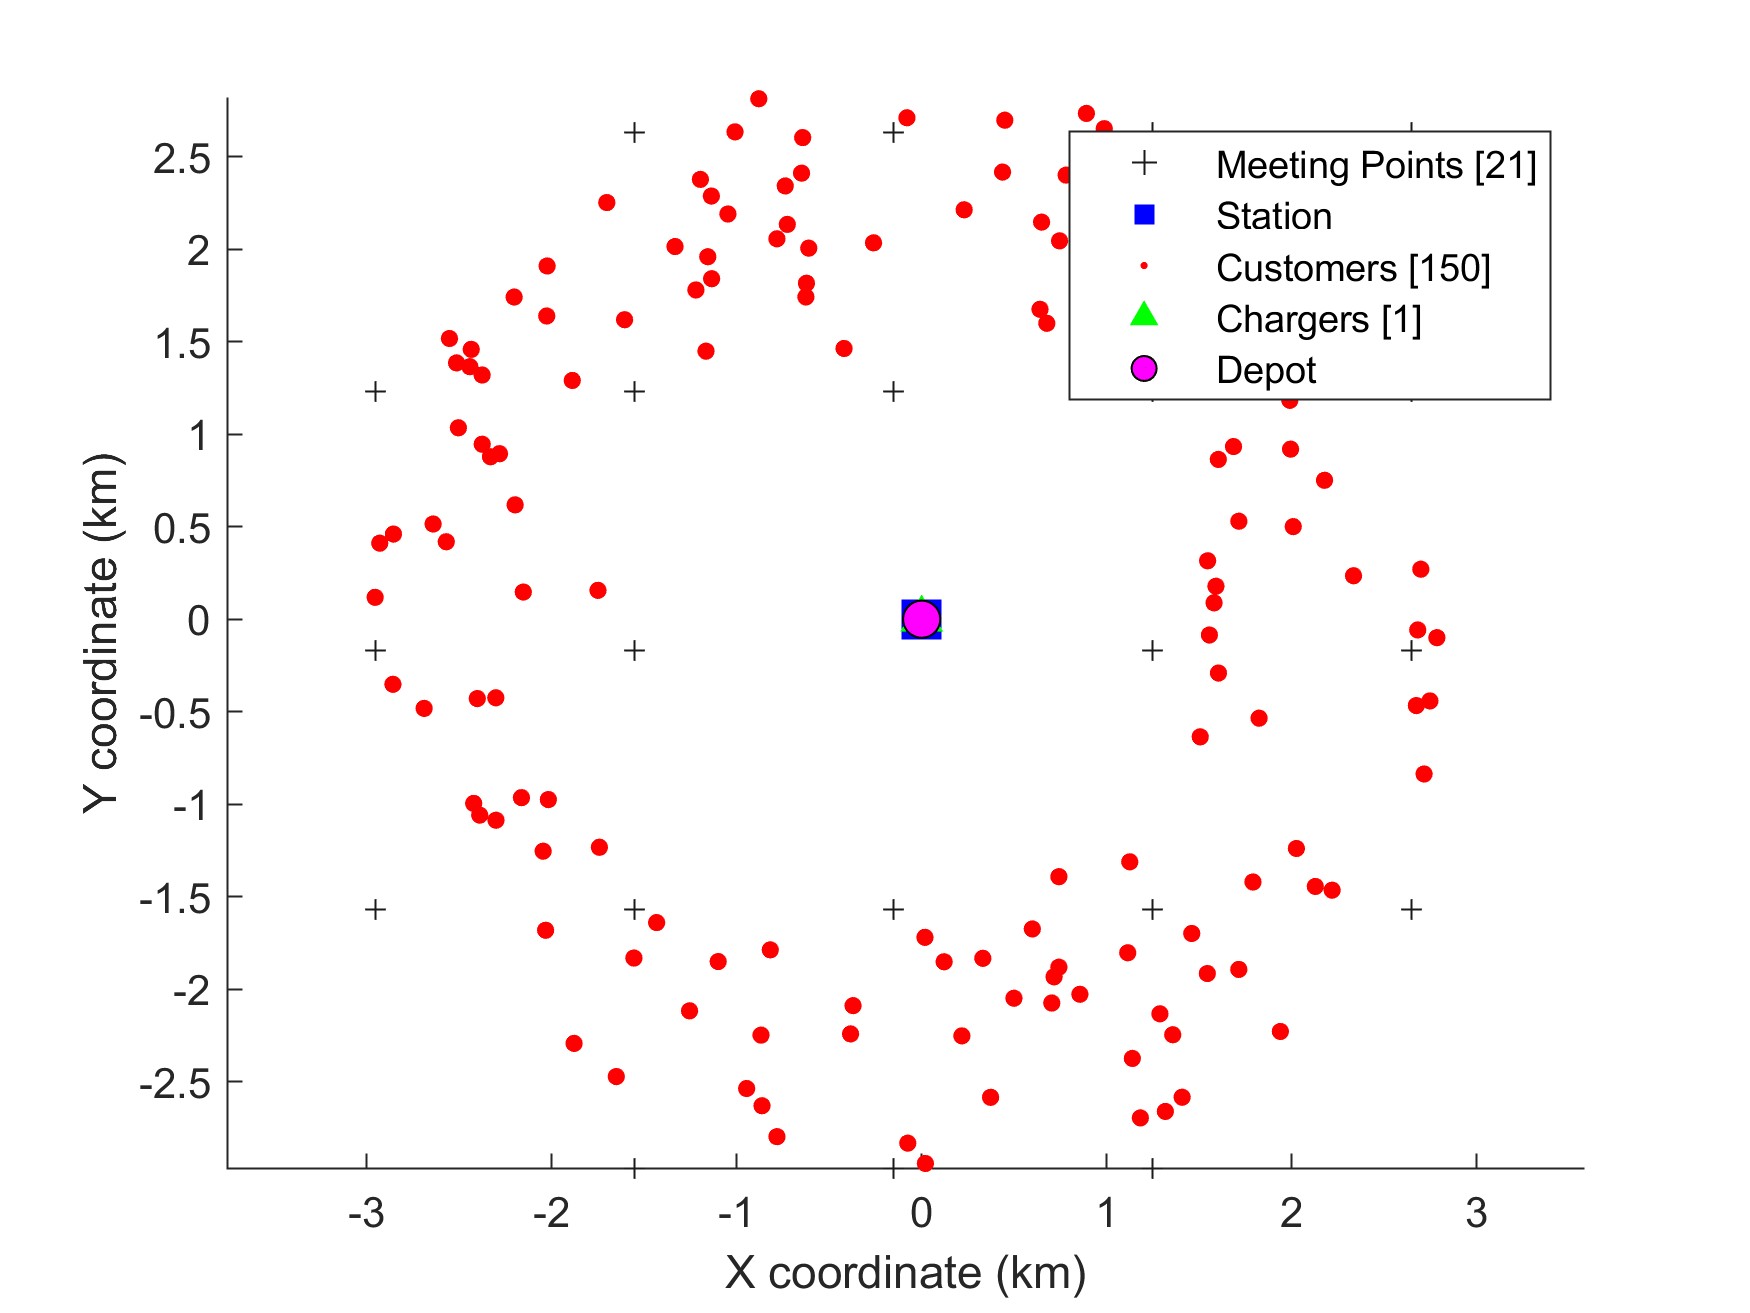 2.5
2
1.5
1
0.5
0
-0.5
-1
-1.5
-2
-2.5
Y coordinate (km)
Meeting Points [21]
Station
Customers [150]
Chargers [1]
Depot
-3 -2 -1 0 1 2 3
X coordinate (km)